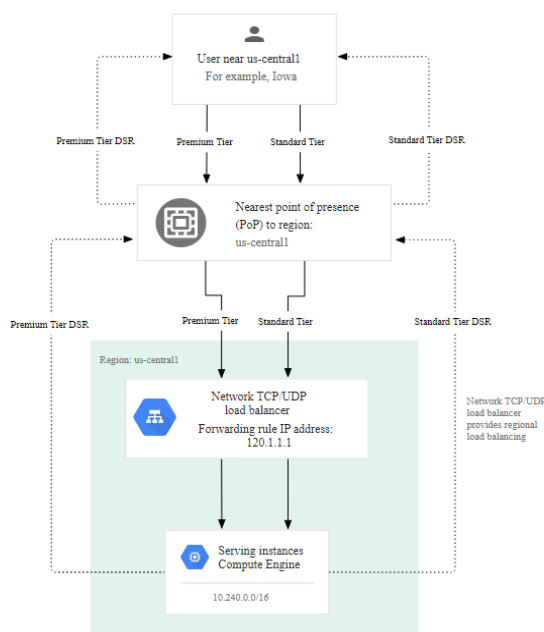 User near us-central1
For example, Iowa
Premium Tier DSR
Premium Tier
Standard Tier
Standard Tier DSR
Nearest point of presence
(PoP) to region:
us-central1
Premium Tier DSR
Premium Tier
Standard Tier
Standard Tier DSR
Region: us-central1
Network TCP/UDP
load balancer
Forwarding rule IP address:
120.1.1.1
Network TCP/UDP
load balancer
provides regional
load balancing
Serving instances
Compute Engine
10.240.0.0/16